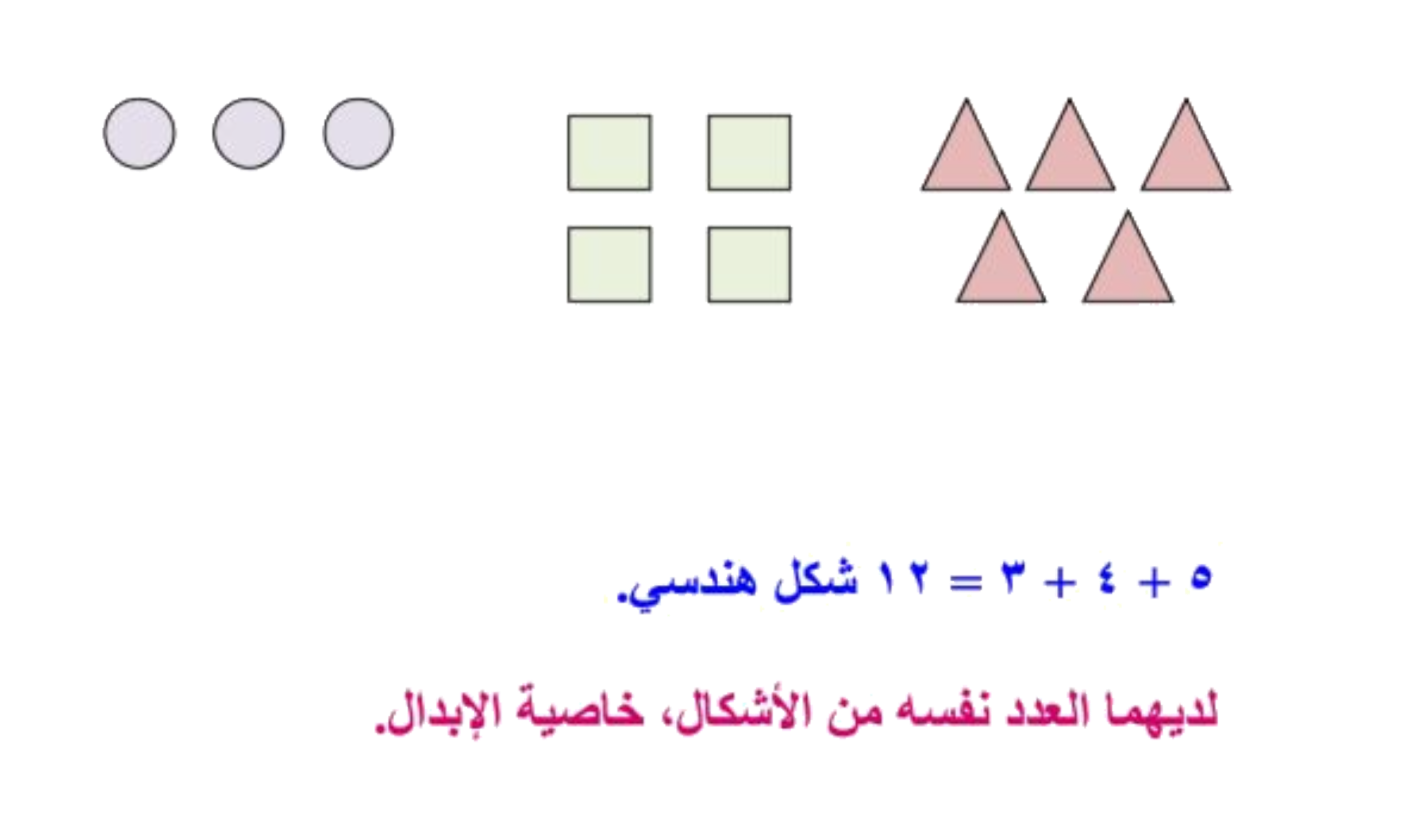 ٥ + ٤ + ٣ = ١٢ شكل هندسي.
لديهما العدد نفسه من الأشكال، خاصية الإبدال.